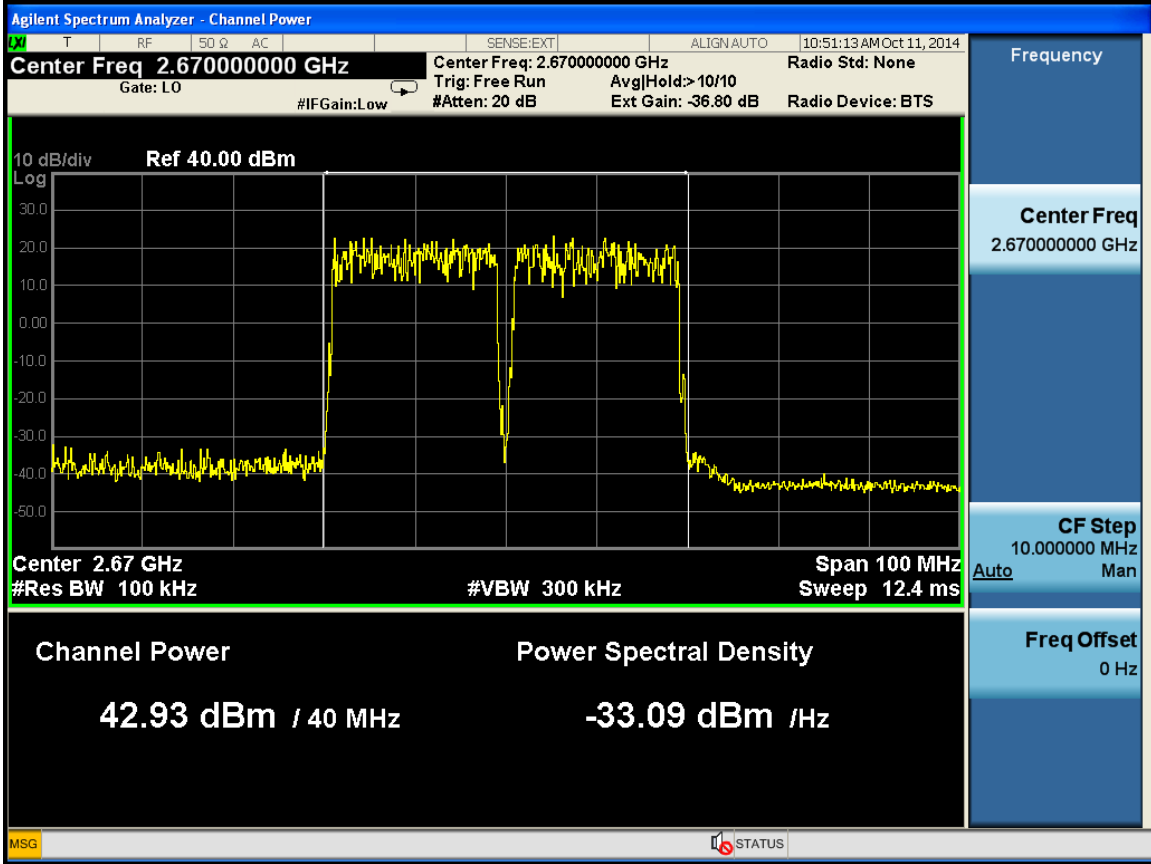 Agilent Spectrum Analyzer - Channel Power
LXI T RF 50 Ω AC SENSE:EXT ALIGN AUTO 10:51:13 AM Oct 11, 2014
Center Freq 2.670000000 GHz
Gate: LO
#IFGain:Low
Center Freq: 2.670000000 GHz
Trig: Free Run Avg|Hold:> 10/10
#Atten: 20 dB Ext Gain: -36.80 dB
Radio Std: None
Radio Device: BTS
10 dB/div Ref 40.00 dBm
Log
30.0
20.0
10.0
0.00
-10.0
-20.0
-30.0
-40.0
-50.0
Center 2.67 GHz Span 100 MHz
#Res BW 100 kHz #VBW 300 kHz Sweep 12.4 ms
Channel Power Power Spectral Density
42.93 dBm / 40 MHz -33.09 dBm /Hz
Frequency
Center Freq
2.670000000 GHz
CF Step
10.000000 MHz
Auto Man
Freq Offset
0 Hz
MSG STATUS